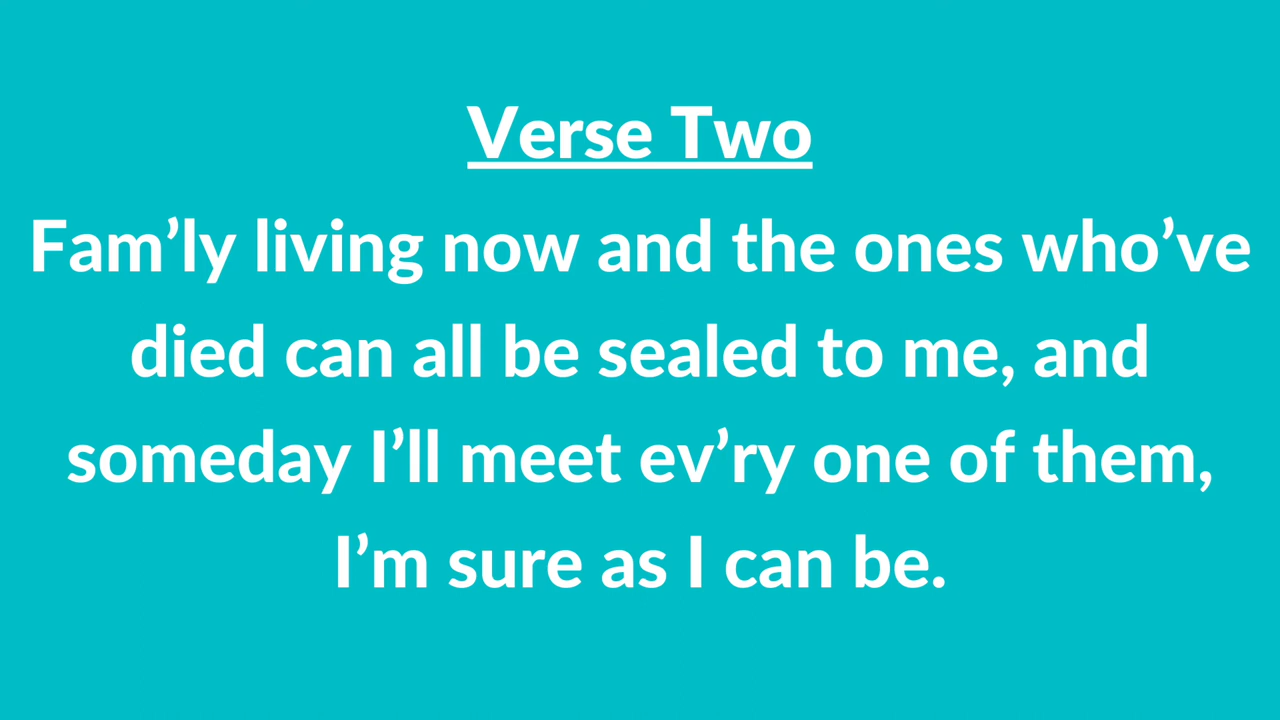 Verse Two
Fam’ly living now and the ones who’ve
died can all be sealed to me, and
someday I’ll meet ev’ry one of them,
I’m sure as I can be.